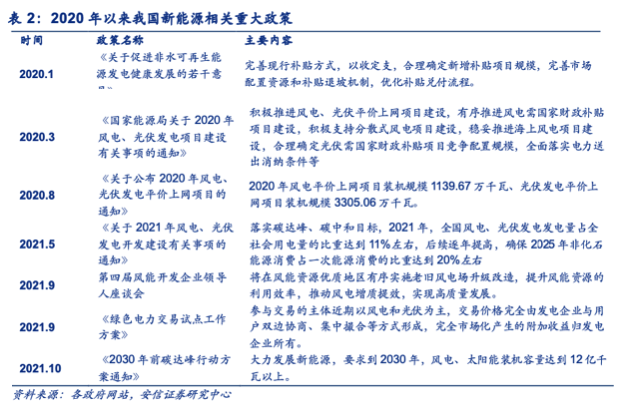 表 2：2020 年以来我国新能源相关重大政策
时间 政策名称 主要内容
2020.1
《关于促进非水可再生能
源发电健康发展的若干意
见》
完善现行补贴方式，以收定支，合理确定新增补贴项目规模，完善市场
配置资源和补贴退坡机制，优化补贴兑付流程。
2020.3
《国家能源局关于 2020 年
风电、光伏发电项目建设
有关事项的通知》
积极推进风电、光伏平价上网项目建设，有序推进风电需国家财政补贴
项目建设，积极支持分散式风电项目建设，稳妥推进海上风电项目建
设，合理确定光伏需国家财政补贴项目竞争配置规模，全面落实电力送
出消纳条件等
2020.8
《关于公布 2020 年风电、
光伏发电平价上网项目的
通知》
2020 年风电平价上网项目装机规模 1139.67 万千瓦、光伏发电平价上
网项目装机规模 3305.06 万千瓦。
2021.5
《关于 2021 年风电、光伏
发电开发建设有关事项的
通知》
落实碳达峰、碳中和目标，2021 年，全国风电、光伏发电发电量占全
社会用电量的比重达到 11%左右，后续逐年提高，确保 2025 年非化石
能源消费占一次能源消费的比重达到 20%左右
2021.9
第四届风能开发企业领导
人座谈会
将在风能资源优质地区有序实施老旧风电场升级改造，提升风能资源的
利用效率，推动风电增质提效，实现高质量发展。
2021.9
《绿色电力交易试点工作
方案》
参与交易的主体近期以风电和光伏为主，交易价格完全由发电企业与用
户双边协商、集中撮合等方式形成，完全市场化产生的附加收益归发电
企业所有。
2021.10
《2030 年前碳达峰行动方
案通知》
大力发展新能源，要求到 2030 年，风电、太阳能装机容量达到 12 亿千
瓦以上。
资料来源：各政府网站，安信证券研究中心